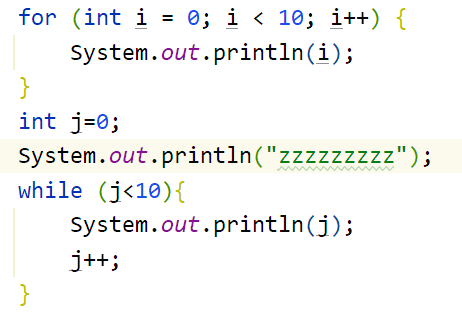 for (int i = 0; i < 10; i++) {
    System.out.println(i);
}
int j=0;
System.out.println("zzzzzzzzz");
while (j<10){
    System.out.println(j);
    j++;
}